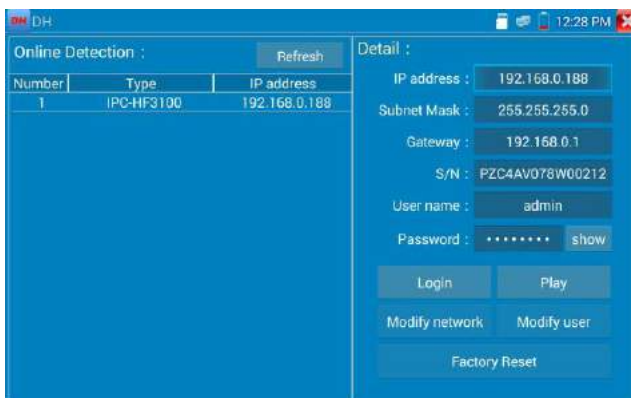 DH DH
12:28 PM
Online Detection :
Refresh
Number Type IP address
1 IPC-HF3100 192.168.0.188
Detail :
IP address : 192.168.0.188
Subnet Mask : 255.255.255.0
Gateway : 192.168.0.1
S/N : PZC4AV078W00212
User name : admin
Password : •••••••• show
Login Play
Modify network Modify user
Factory Reset